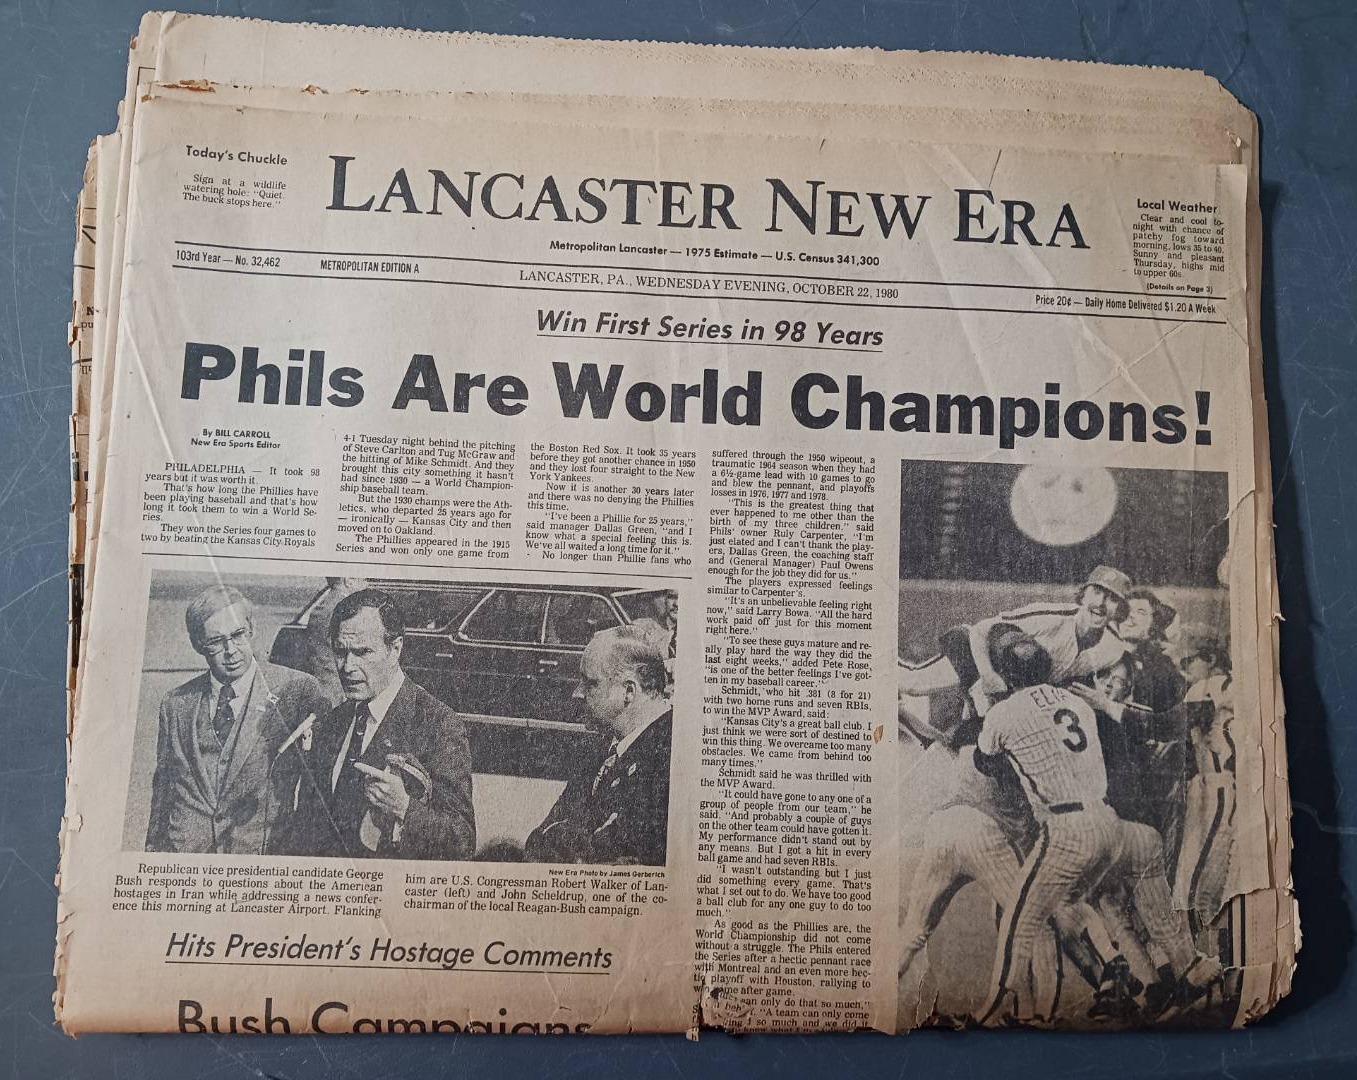 Today's Chuckle
Sign at a wildlife
watering hole: "Quiet.
The buck stops here."
LANCASTER NEW ERA
Local Weather
Clear and cool to-
night with chance of
patchy fog toward
morning, lows 35 to 40.
Sunny and pleasant
Thursday, highs mid
to upper 60s.
(Details on Page 3)
Metropolitan Lancaster — 1975 Estimate — U.S. Census 341,300
103rd Year — No. 32,462
METROPOLITAN EDITION A
LANCASTER, PA., WEDNESDAY EVENING, OCTOBER 22, 1980
Price 20¢ — Daily Home Delivered $1.20 A Week
Win First Series in 98 Years
Phils Are World Champions!
By BILL CARROLL
New Era Sports Editor
PHILADELPHIA — It took 98
years but it was worth it.
That's how long the Phillies have
been playing baseball and that's how
long it took them to win a World Se-
ries.
They won the Series four games to
two by beating the Kansas City Royals
4-1 Tuesday night behind the pitching
of Steve Carlton and Tug McGraw and
the hitting of Mike Schmidt. And they
brought this city something it hasn't
had since 1930 — a World Champion-
ship baseball team.
But the 1930 champs were the Ath-
letics, who departed 25 years ago for
— ironically — Kansas City and then
moved on to Oakland.
The Phillies appeared in the 1915
Series and won only one game from
the Boston Red Sox. It took 35 years
before they got another chance in 1950
and they lost four straight to the New
York Yankees.
Now it is another 30 years later
and there was no denying the Phillies
this time.
"I've been a Phillie for 25 years,"
said manager Dallas Green, "and I
know what a special feeling this is.
We've all waited a long time for it."
No longer than Phillie fans who
suffered through the 1950 wipeout, a
traumatic 1964 season when they had
a 6½-game lead with 10 games to go
and blew the pennant, and playoffs
losses in 1976, 1977 and 1978.
"This is the greatest thing that
ever happened to me other than the
birth of my three children," said
Phils' owner Ruly Carpenter, "I'm
just elated and I can't thank the play-
ers, Dallas Green, the coaching staff
and (General Manager) Paul Owens
enough for the job they did for us."
The players expressed feelings
similar to Carpenter's.
"It's an unbelievable feeling right
now," said Larry Bowa. "All the hard
work paid off just for this moment
right here."
"To see these guys mature and re-
ally play hard the way they did the
last eight weeks," added Pete Rose,
"is one of the better feelings I've got-
ten in my baseball career."
Schmidt, who hit .381 (8 for 21)
with two home runs and seven RBIs,
to win the MVP Award, said:
"Kansas City's a great ball club. I
just think we were sort of destined to
win this thing. We overcame too many
obstacles. We came from behind too
many times."
Schmidt said he was thrilled with
the MVP Award.
"It could have gone to any one of a
group of people from our team," he
said. "And probably a couple of guys
on the other team could have gotten it.
My performance didn't stand out by
any means. But I got a hit in every
ball game and had seven RBIs.
"I wasn't outstanding but I just
did something every game. That's
what I set out to do. We have too good
a ball club for any one guy to do too
much."
As good as the Phillies are, the
World Championship did not come
without a struggle. The Phils entered
the Series after a hectic pennant race
with Montreal and an even more hec-
tic playoff with Houston, rallying to
game after game.
can only do that so much,"
"A team can only come
so much and we did it
ELIA
3
New Era Photo by James Gerberich
Republican vice presidential candidate George
Bush responds to questions about the American
hostages in Iran while addressing a news confer-
ence this morning at Lancaster Airport. Flanking
him are U.S. Congressman Robert Walker of Lan-
caster (left) and John Scheldrup, one of the co-
chairman of the local Reagan-Bush campaign.
Hits President's Hostage Comments
Bush Campaigns